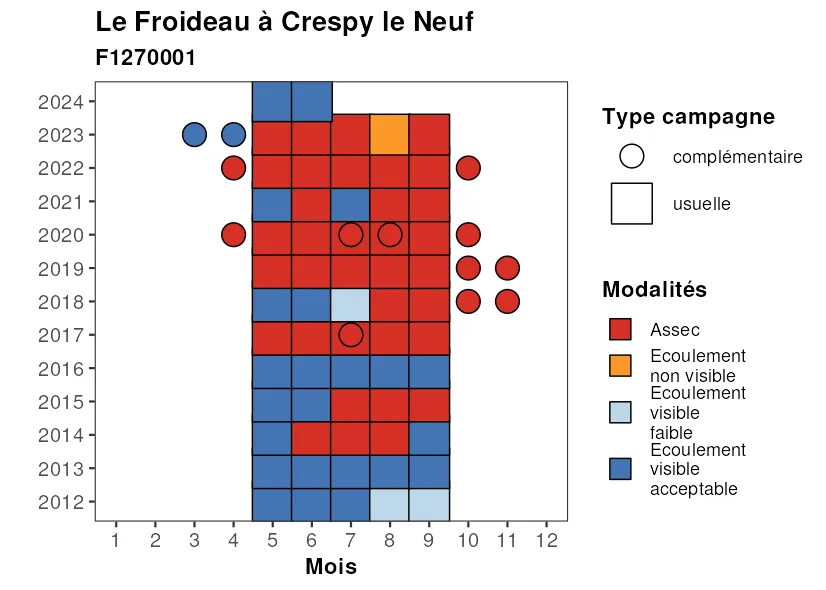 Le Froideau à Crespy le Neuf
F1270001
2024
2023
2022
2021
2020
2019
2018
2017
2016
2015
2014
2013
2012
1 2 3 4 5 6 7 8 9 10 11 12
Mois
Type campagne
complémentaire
usuelle
Modalités
Assec
Ecoulement
non visible
Ecoulement
visible
faible
Ecoulement
visible
acceptable